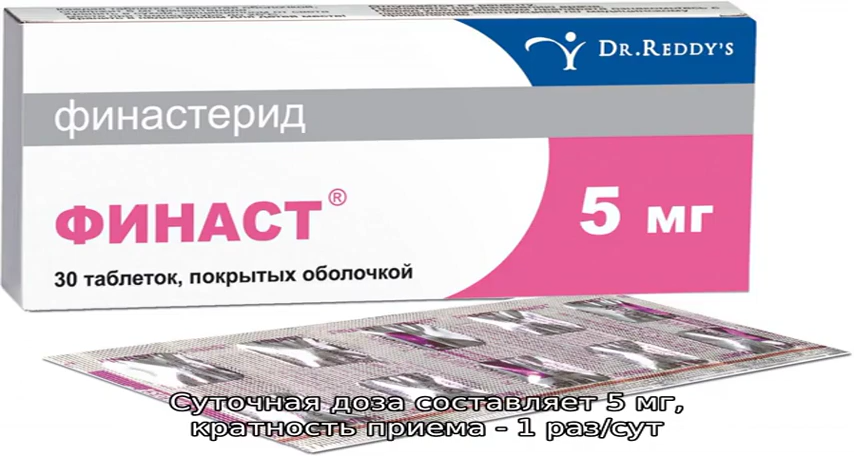 DR.REDDY'S
финастерид
ФИНАСТ®
5 мг
30 таблеток, покрытых оболочкой
Суточная доза составляет 5 мг,
кратность приема - 1 раз/сут